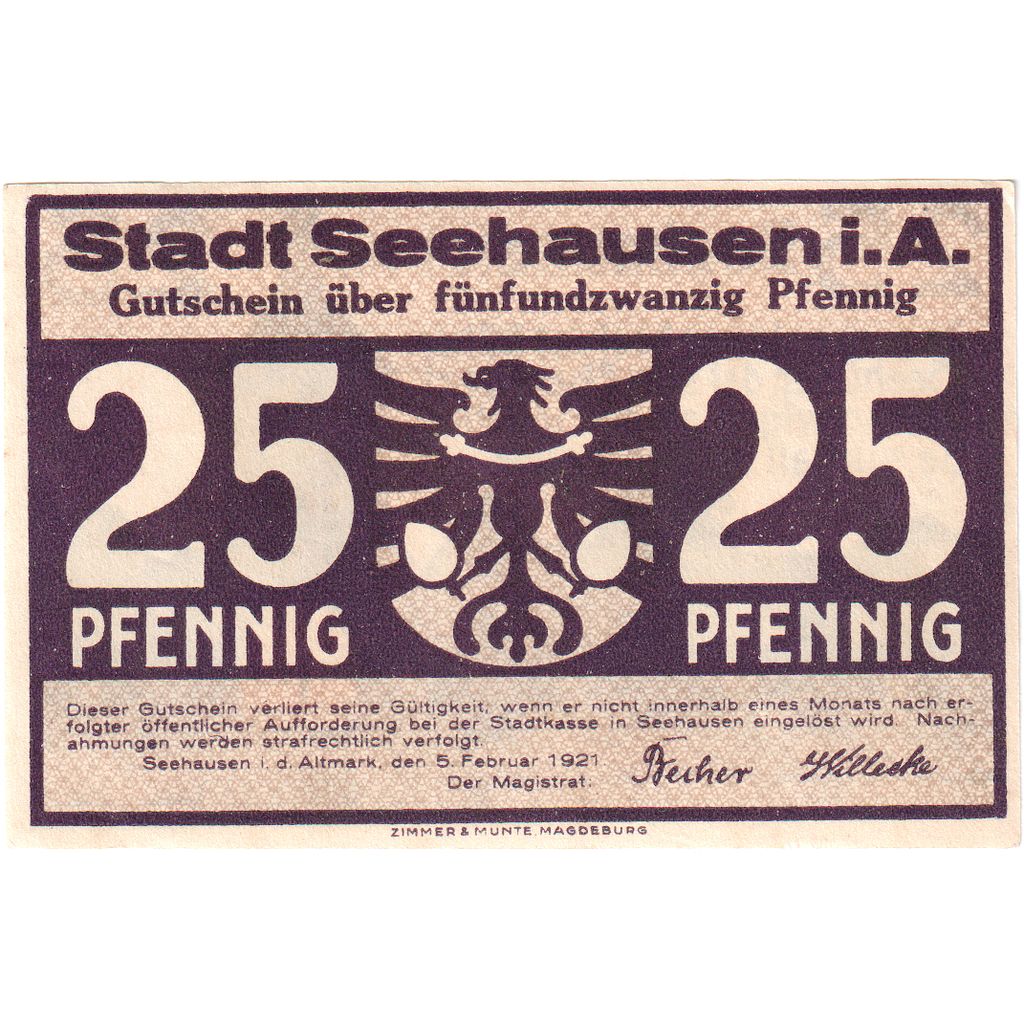 Stadt Seehausen i.A.
Gutschein über fünfundzwanzig Pfennig
25 25
PFENNIG PFENNIG
Dieser Gutschein verliert seine Gültigkeit, wenn er nicht innerhalb eines Monats nach er-
folgter öffentlicher Aufforderung bei der Stadtkasse in Seehausen eingelöst wird. Nach-
ahmungen werden strafrechtlich verfolgt.
Seehausen i. d. Altmark, den 5. Februar 1921.
Der Magistrat: Becher Willecke
ZIMMER & MUNTE, MAGDEBURG